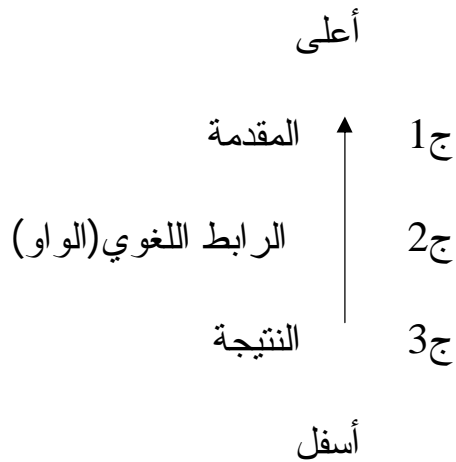 أعلى
ج1 المقدمة
ج2 الرابط اللغوي(الواو)
ج3 النتيجة
أسفل